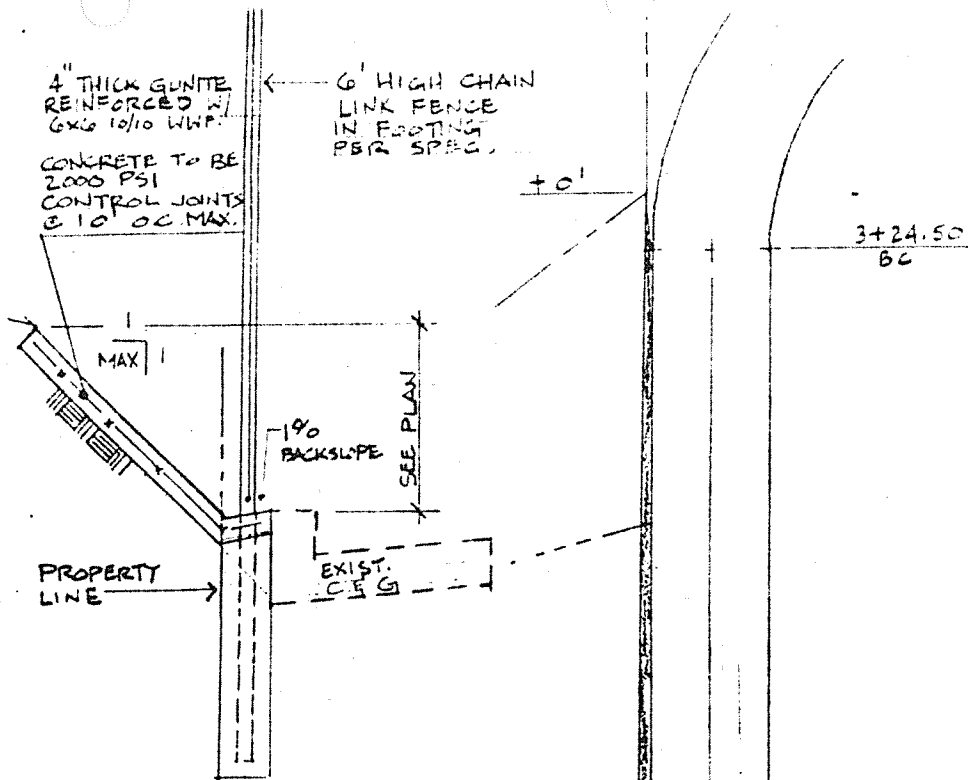 4" THICK GUNITE
REINFORCED W/
6x6 10/10 WWF.
CONCRETE TO BE
2000 PSI
CONTROL JOINTS
@ 10' OC. MAX.
6' HIGH CHAIN
LINK FENCE
IN FOOTING
PER SPEC.
+0'
3+24.50
BC
1
MAX 1
1%
BACKSLOPE
SEE PLAN
PROPERTY
LINE
EXIST.
C & G